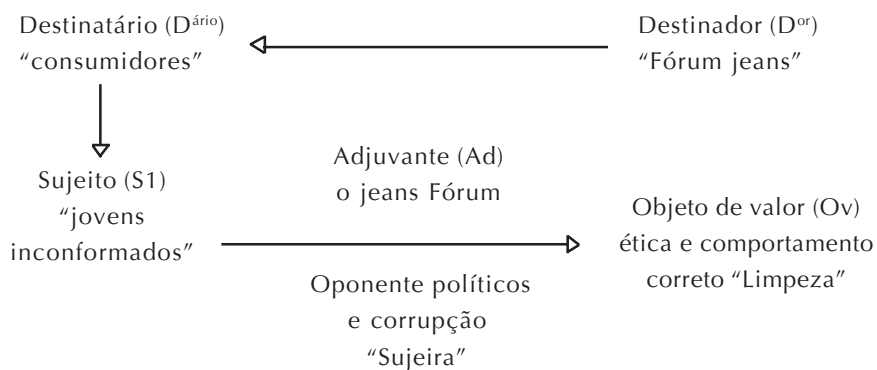 Destinatário (Dário)
“consumidores”
Destinador (Dor)
“Fórum jeans”
Sujeito (S1)
“jovens
inconformados”
Adjuvante (Ad)
o jeans Fórum
Oponente políticos
e corrupção
“Sujeira”
Objeto de valor (Ov)
ética e comportamento
correto “Limpeza”